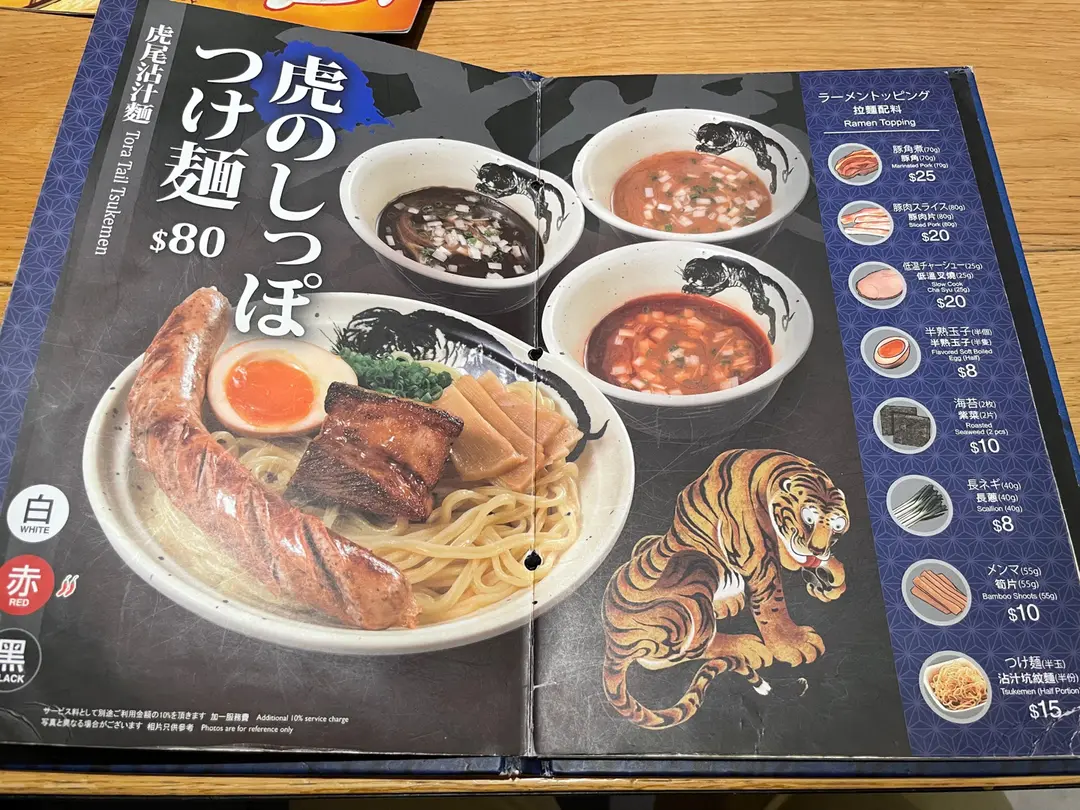 虎尾沾汁麵 Tora Tail Tsukemen
虎のしっぽ
つけ麺
$80
白
WHITE
赤
RED
黑
LACK
サービス料として別途ご利用金額の10%を頂きます 加一服務費 Additional 10% service charge
写真と異なる場合がございます 相片只供參考 Photos are for reference only
ラーメントッピング
拉麵配料
Ramen Topping
豚角煮(70g)
豚角(70g)
Marinated Pork (70g)
$25
豚肉スライス(80g)
豚肉片(80g)
Sliced Pork (80g)
$20
低温チャーシュー(25g)
低溫叉燒(25g)
Slow Cook
Cha Syu (25g)
$20
半熟玉子(半個)
半熟玉子(半隻)
Flavored Soft Boiled
Egg (Half)
$8
海苔(2枚)
紫菜(2片)
Roasted
Seaweed (2 pcs)
$10
長ネギ(40g)
長蔥(40g)
Scallion (40g)
$8
メンマ(55g)
筍片(55g)
Bamboo Shoots (55g)
$10
つけ麺(半玉)
沾汁坑紋麵(半份)
Tsukemen (Half Portion)
$15